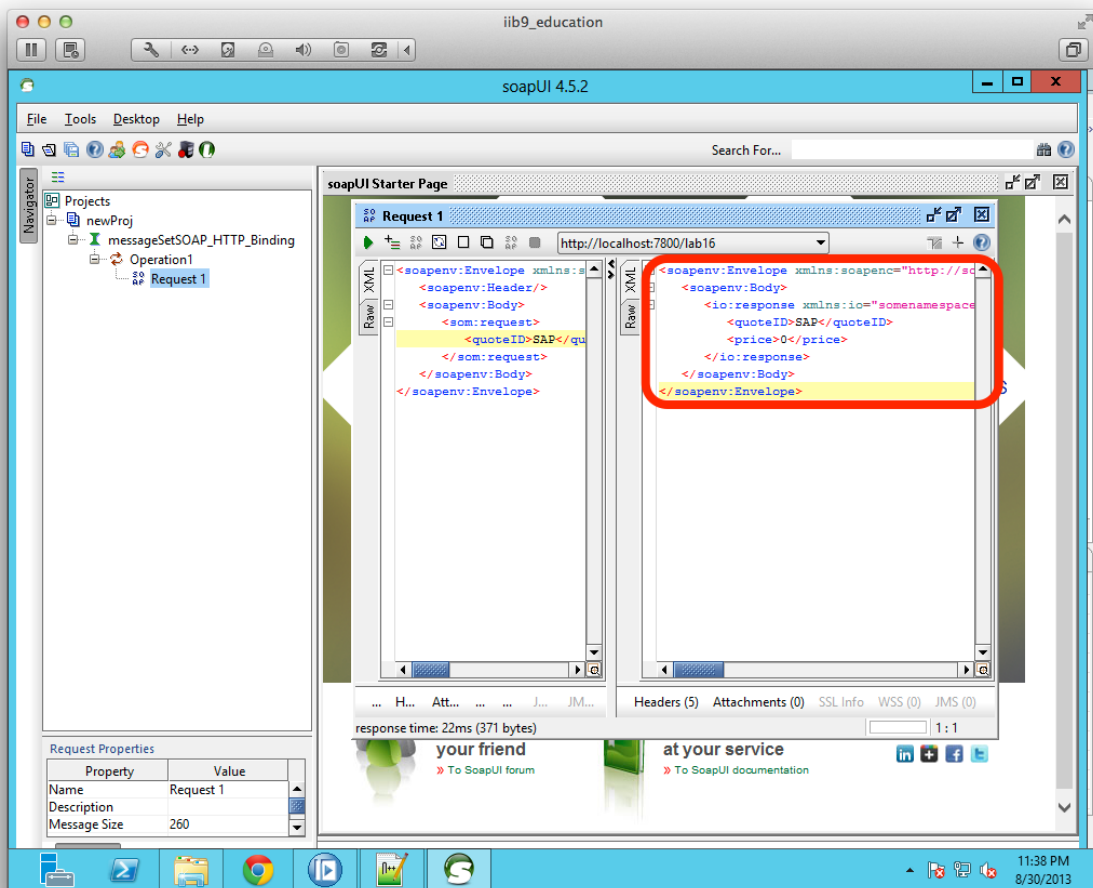 iib9_education
soapUI 4.5.2
File Tools Desktop Help
Search For...
Navigator
Projects
newProj
messageSetSOAP_HTTP_Binding
Operation1
Request 1
soapUI Starter Page
Request 1
http://localhost:7800/lab16
XML
Raw
<soapenv:Envelope xmlns:s
<soapenv:Header/>
<soapenv:Body>
<som:request>
<quoteID>SAP</qu
</som:request>
</soapenv:Body>
</soapenv:Envelope>
XML
Raw
<soapenv:Envelope xmlns:soapenc="http://sc
<soapenv:Body>
<io:response xmlns:io="somenamespace
<quoteID>SAP</quoteID>
<price>0</price>
</io:response>
</soapenv:Body>
</soapenv:Envelope>
S
... H... Att... ... ... J... JM...
Headers (5) Attachments (0) SSL Info WSS (0) JMS (0)
response time: 22ms (371 bytes)
1 : 1
your friend
» To SoapUI forum
at your service
» To SoapUI documentation
Request Properties
Property Value
Name Request 1
Description
Message Size 260
11:38 PM
8/30/2013